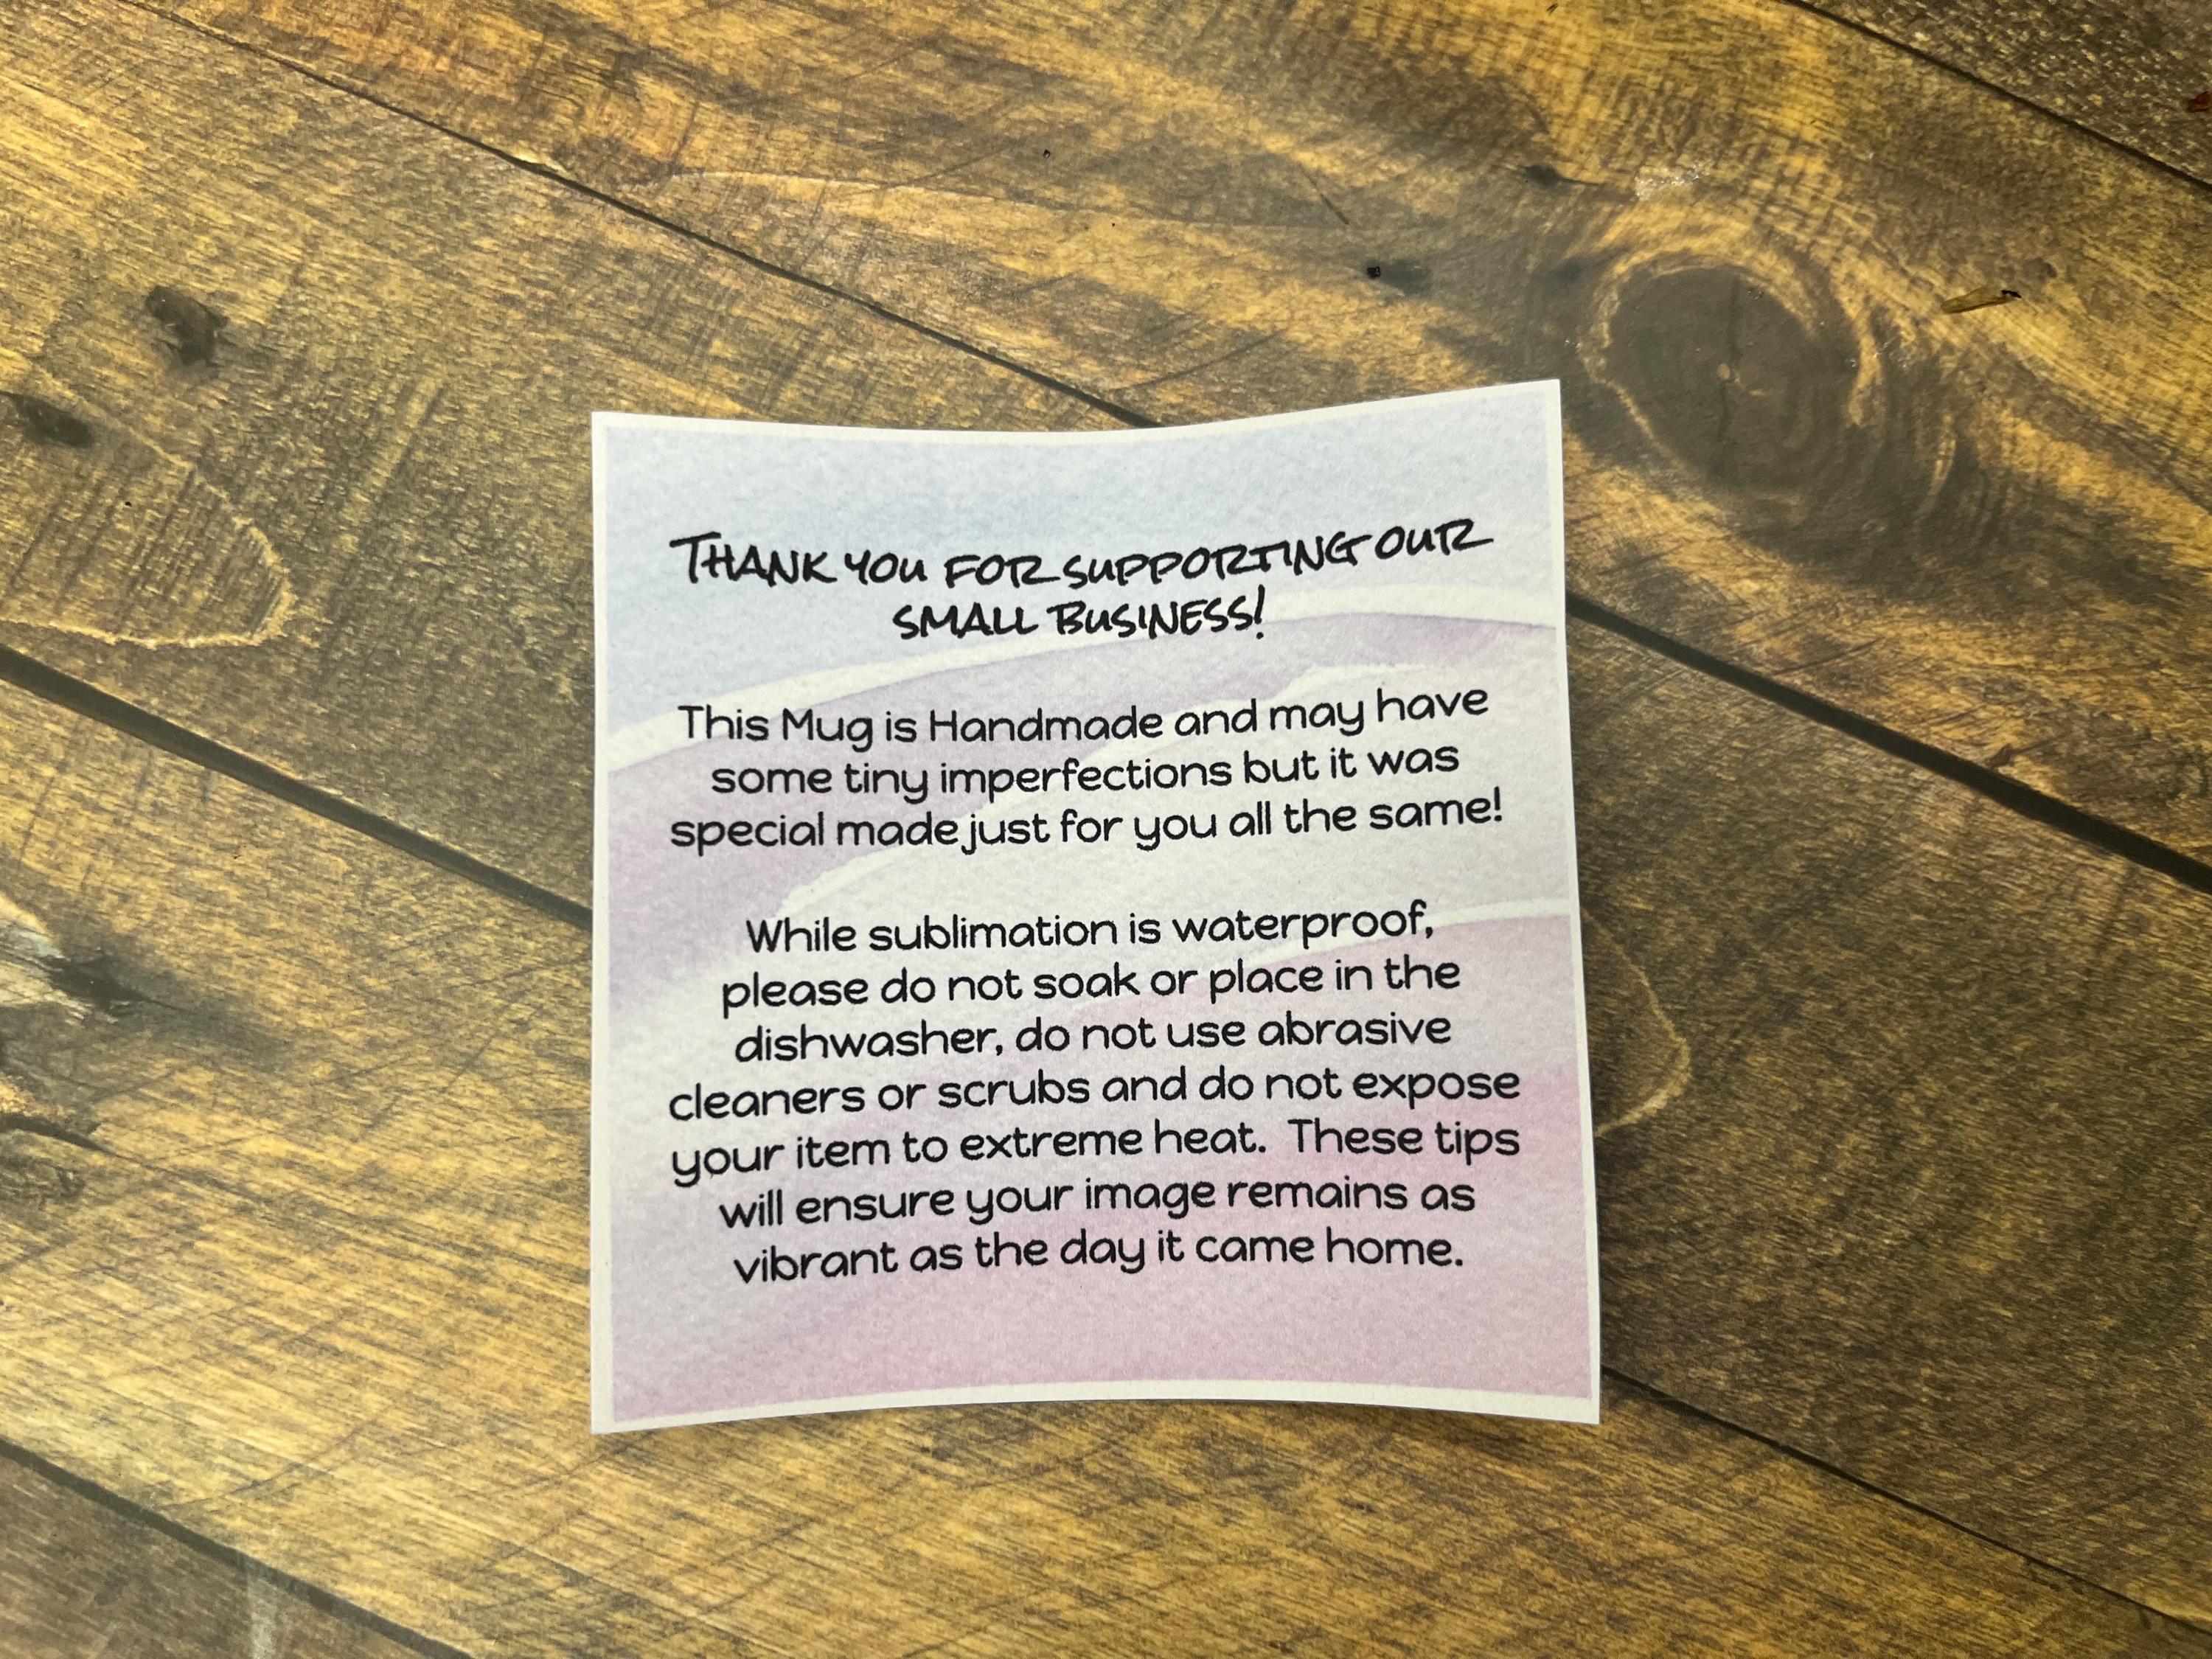 THANK YOU FOR SUPPORTING OUR
SMALL BUSINESS!
This Mug is Handmade and may have
some tiny imperfections but it was
special made just for you all the same!
While sublimation is waterproof,
please do not soak or place in the
dishwasher, do not use abrasive
cleaners or scrubs and do not expose
your item to extreme heat. These tips
will ensure your image remains as
vibrant as the day it came home.